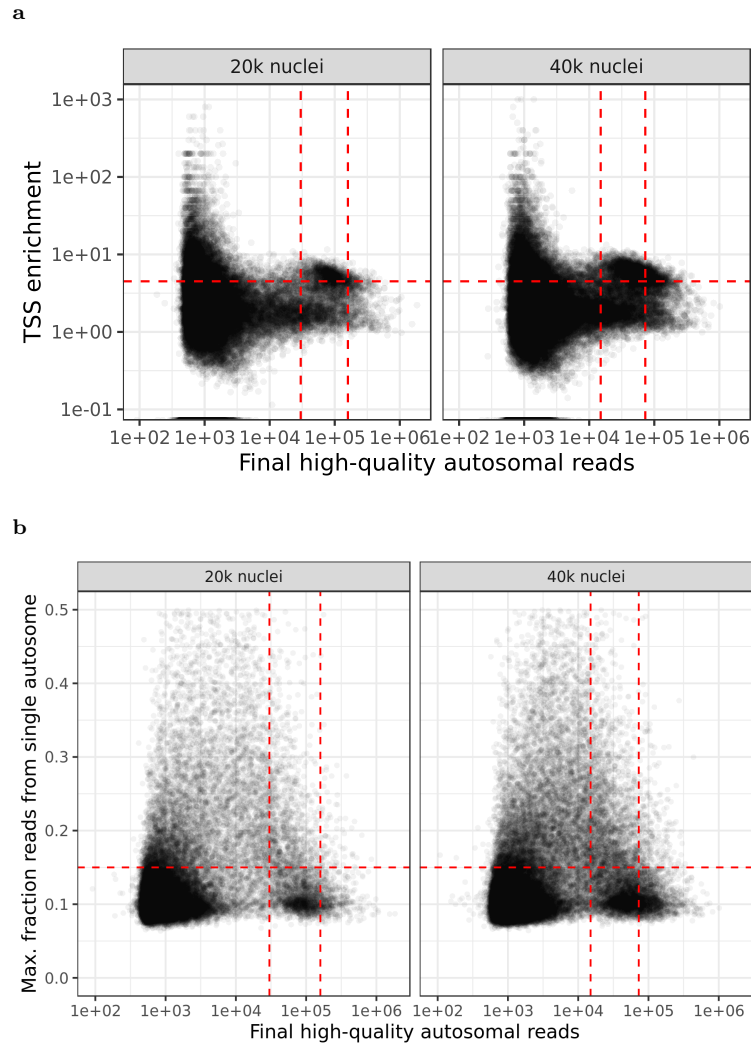 a
20k nuclei 40k nuclei
1e+03
1e+02
1e+01
1e+00
1e-01
TSS enrichment
1e+02 1e+03 1e+04 1e+05 1e+06 1e+02 1e+03 1e+04 1e+05 1e+06
Final high-quality autosomal reads
b
20k nuclei 40k nuclei
0.5
0.4
0.3
0.2
0.1
0.0
Max. fraction reads from single autosome
1e+02 1e+03 1e+04 1e+05 1e+06 1e+02 1e+03 1e+04 1e+05 1e+06
Final high-quality autosomal reads